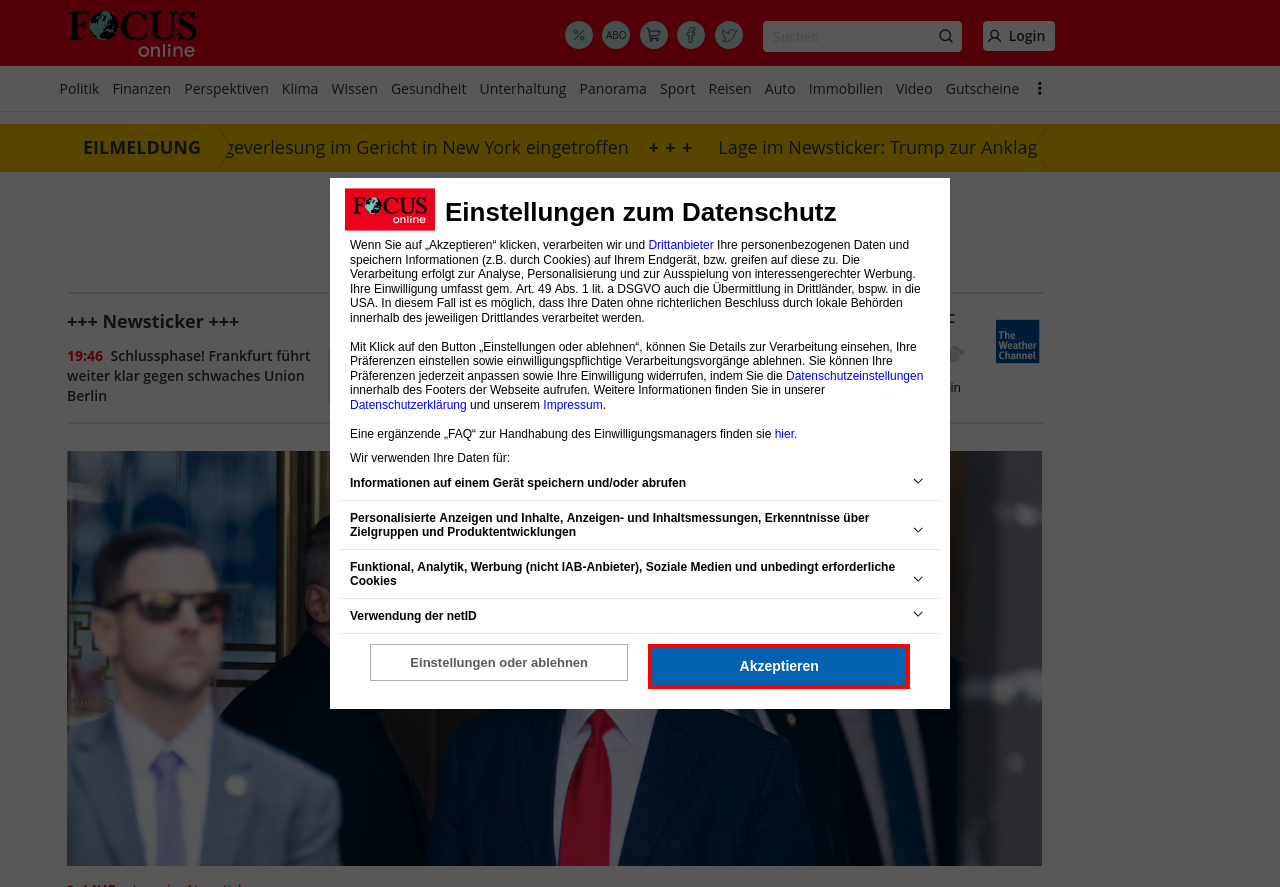 FOCUS
online
ABO
Suchen
Login
Politik Finanzen Perspektiven Klima Wissen Gesundheit Unterhaltung Panorama Sport Reisen Auto Immobilien Video Gutscheine
EILMELDUNG geverlesung im Gericht in New York eingetroffen + + + Lage im Newsticker: Trump zur Anklag
FOCUS
online
Einstellungen zum Datenschutz
Wenn Sie auf „Akzeptieren“ klicken, verarbeiten wir und Drittanbieter Ihre personenbezogenen Daten und
speichern Informationen (z.B. durch Cookies) auf Ihrem Endgerät, bzw. greifen auf diese zu. Die
Verarbeitung erfolgt zur Analyse, Personalisierung und zur Ausspielung von interessengerechter Werbung.
Ihre Einwilligung umfasst gem. Art. 49 Abs. 1 lit. a DSGVO auch die Übermittlung in Drittländer, bspw. in die
USA. In diesem Fall ist es möglich, dass Ihre Daten ohne richterlichen Beschluss durch lokale Behörden
innerhalb des jeweiligen Drittlandes verarbeitet werden.
Mit Klick auf den Button „Einstellungen oder ablehnen“, können Sie Details zur Verarbeitung einsehen, Ihre
Präferenzen einstellen sowie einwilligungspflichtige Verarbeitungsvorgänge ablehnen. Sie können Ihre
Präferenzen jederzeit anpassen sowie Ihre Einwilligung widerrufen, indem Sie die Datenschutzeinstellungen
innerhalb des Footers der Webseite aufrufen. Weitere Informationen finden Sie in unserer
Datenschutzerklärung und unserem Impressum.
Eine ergänzende „FAQ“ zur Handhabung des Einwilligungsmanagers finden sie hier.
Wir verwenden Ihre Daten für:
Informationen auf einem Gerät speichern und/oder abrufen
Personalisierte Anzeigen und Inhalte, Anzeigen- und Inhaltsmessungen, Erkenntnisse über
Zielgruppen und Produktentwicklungen
Funktional, Analytik, Werbung (nicht IAB-Anbieter), Soziale Medien und unbedingt erforderliche
Cookies
Verwendung der netID
Einstellungen oder ablehnen
Akzeptieren
+++ Newsticker +++
19:46 Schlussphase! Frankfurt führt
weiter klar gegen schwaches Union
Berlin
The
Weather
Channel
in